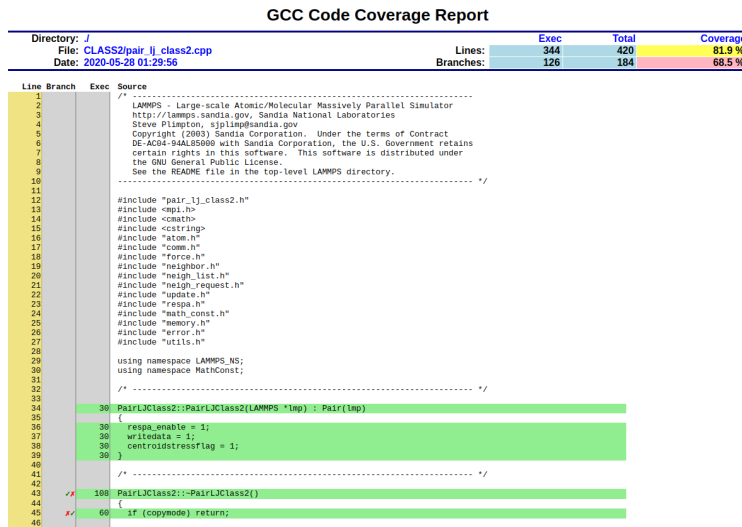 GCC Code Coverage Report
Directory: ./ Exec Total Coverage
File: CLASS2/pair_lj_class2.cpp Lines: 344 420 81.9 %
Date: 2020-05-28 01:29:56 Branches: 126 184 68.5 %
Line Branch Exec Source
1 /* ----------------------------------------------------------------------
2 LAMMPS - Large-scale Atomic/Molecular Massively Parallel Simulator
3 http://lammps.sandia.gov, Sandia National Laboratories
4 Steve Plimpton, sjplimp@sandia.gov
5 Copyright (2003) Sandia Corporation.  Under the terms of Contract
6 DE-AC04-94AL85000 with Sandia Corporation, the U.S. Government retains
7 certain rights in this software.  This software is distributed under
8 the GNU General Public License.
9 See the README file in the top-level LAMMPS directory.
10 ------------------------------------------------------------------------- */
11
12 #include "pair_lj_class2.h"
13 #include <mpi.h>
14 #include <cmath>
15 #include <cstring>
16 #include "atom.h"
17 #include "comm.h"
18 #include "force.h"
19 #include "neighbor.h"
20 #include "neigh_list.h"
21 #include "neigh_request.h"
22 #include "update.h"
23 #include "respa.h"
24 #include "math_const.h"
25 #include "memory.h"
26 #include "error.h"
27 #include "utils.h"
28
29 using namespace LAMMPS_NS;
30 using namespace MathConst;
31
32 /* ---------------------------------------------------------------------- */
33
34 30 PairLJClass2::PairLJClass2(LAMMPS *lmp) : Pair(lmp)
35 {
36 30 respa_enable = 1;
37 30 writedata = 1;
38 30 centroidstressflag = 1;
39 30 }
40
41 /* ---------------------------------------------------------------------- */
42
43 ✓✗ 108 PairLJClass2::~PairLJClass2()
44 {
45 ✗✓ 60 if (copymode) return;
46